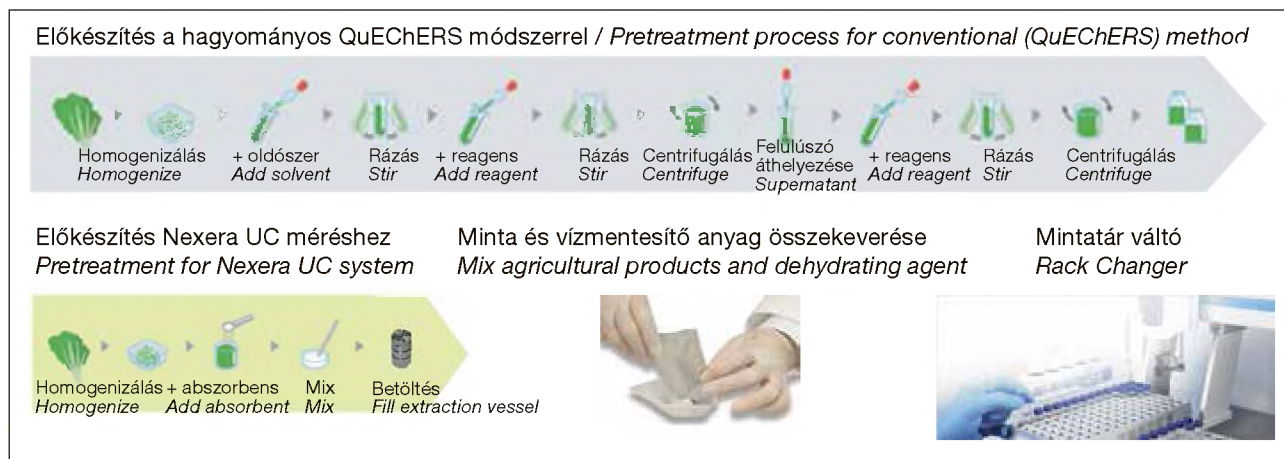 Előkészítés a hagyományos QuEChERS módszerrel / Pretreatment process for conventional (QuEChERS) method
Homogenizálás
Homogenize
+ oldószer
Add solvent
Rázás
Stir
+ reagens
Add reagent
Rázás
Stir
Centrifugálás
Centrifuge
Felülúszó
áthelyezése
Supernatant
+ reagens
Add reagent
Rázás
Stir
Centrifugálás
Centrifuge
Előkészítés Nexera UC méréshez
Pretreatment for Nexera UC system
Homogenizálás
Homogenize
+ abszorbens
Add absorbent
Mix
Mix
Betöltés
Fill extraction vessel
Minta és vízmentesítő anyag összekeverése
Mix agricultural products and dehydrating agent
Mintatár váltó
Rack Changer